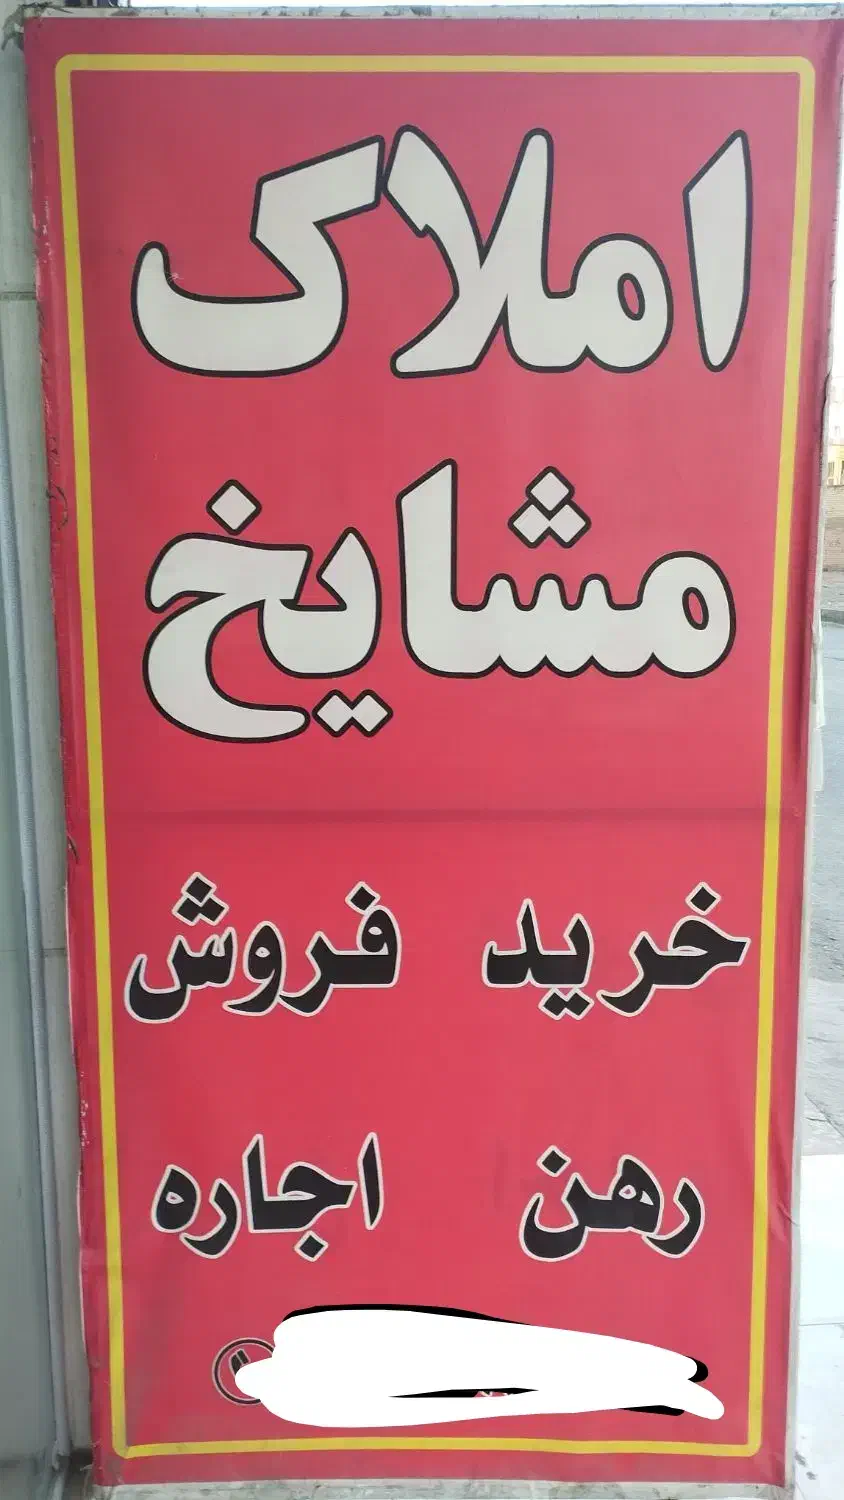 املاک
مشایخ
خرید فروش
رهن اجاره